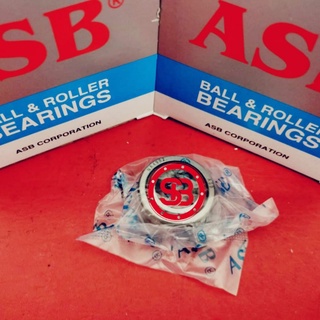 ASB
BALL & ROLLER
BEARINGS
ASB CORPORATION
ASB
BALL & ROLLER
BEARINGS
ASB CORPORATION
SB